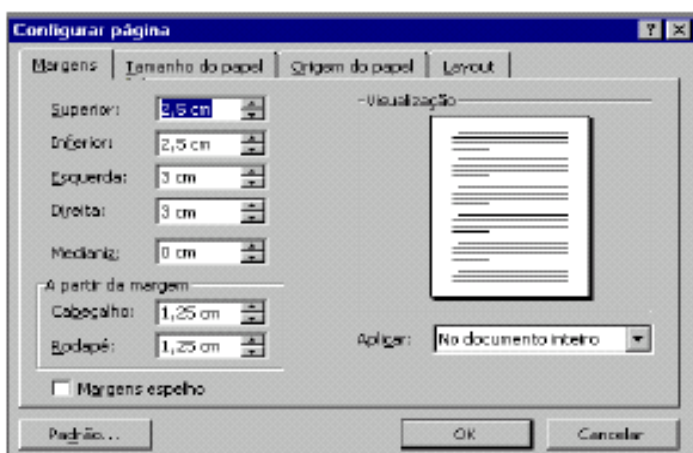 Configurar página
Margens Tamanho do papel Origem do papel Layout
Superior: 2,5 cm
Inferior: 2,5 cm
Esquerda: 3 cm
Direita: 3 cm
Medianiz: 0 cm
A partir da margem
Cabeçalho: 1,25 cm
Rodapé: 1,25 cm
Margens espelho
Visualização
Aplicar: No documento inteiro
Padrão... OK Cancelar